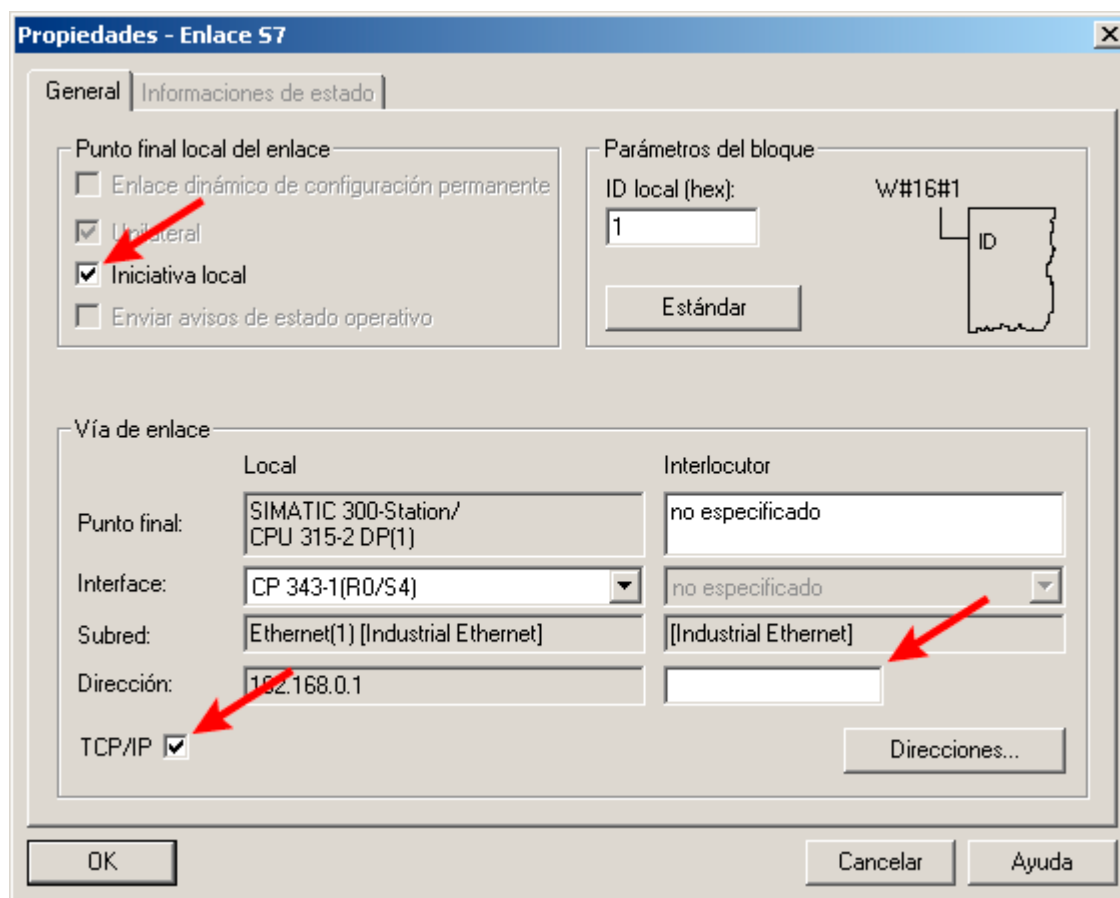 Propiedades - Enlace S7
General
Informaciones de estado
Punto final local del enlace
Enlace dinámico de configuración permanente
Unilateral
Iniciativa local
Enviar avisos de estado operativo
Parámetros del bloque
ID local (hex):
W#16#1
1
ID
Estándar
Vía de enlace
Local
Interlocutor
Punto final:
SIMATIC 300-Station/
CPU 315-2 DP(1)
no especificado
Interface:
CP 343-1(R0/S4)
no especificado
Subred:
Ethernet(1) [Industrial Ethernet]
[Industrial Ethernet]
Dirección:
192.168.0.1
TCP/IP
Direcciones...
OK
Cancelar
Ayuda